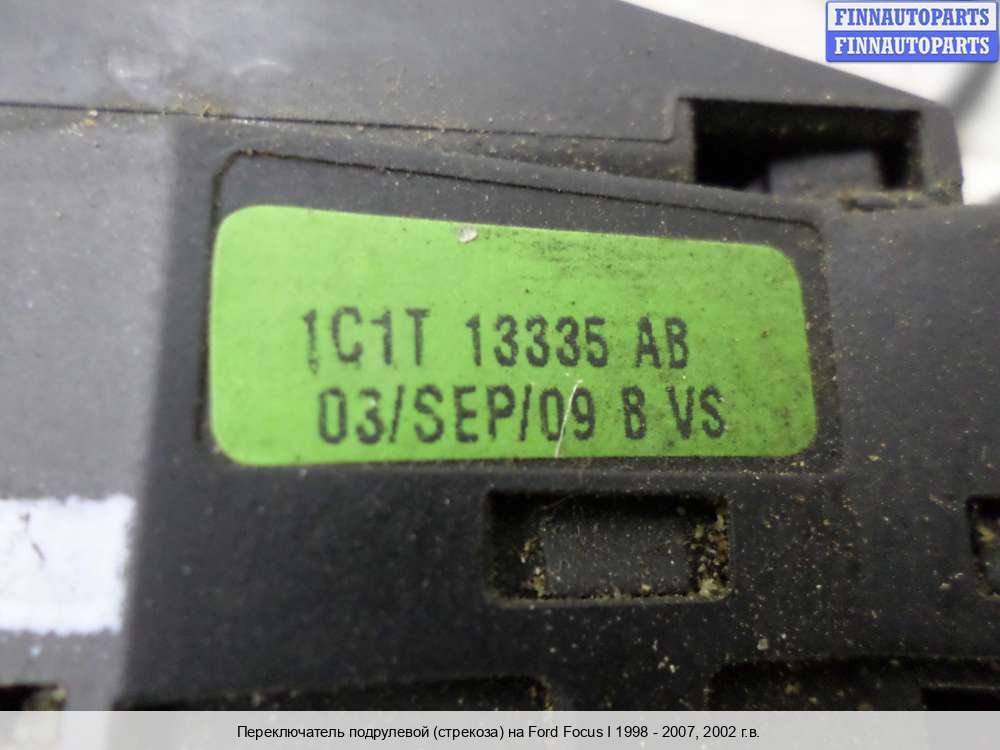 FINNAUTOPARTS
FINNAUTOPARTS
1C1T 13335 AB
03/SEP/09 B VS
Переключатель подрулевой (стрекоза) на Ford Focus I 1998 - 2007, 2002 г.в.